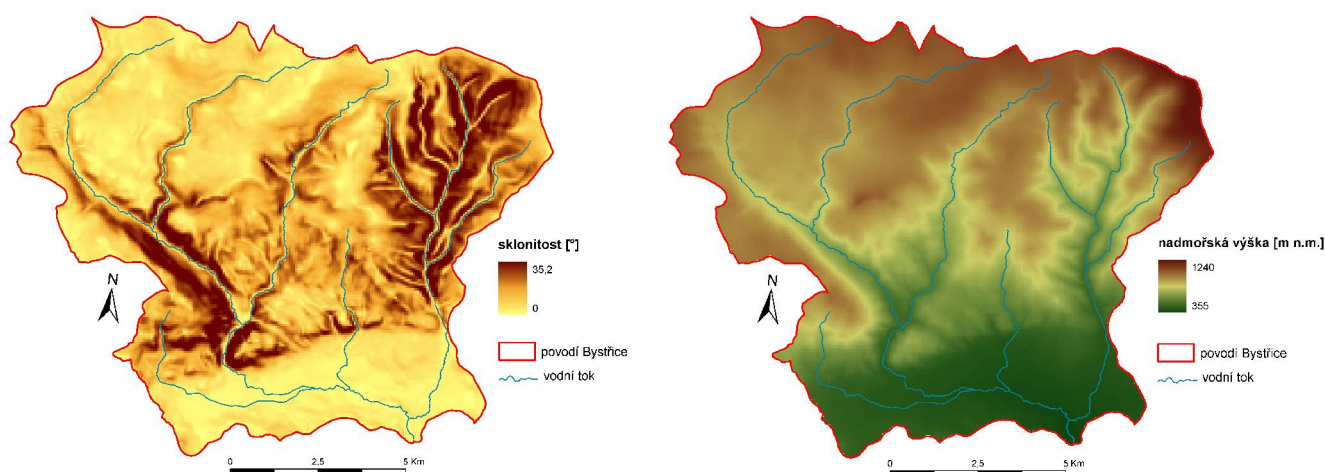 sklonitost [°]
35,2
0
N
povodí Bystřice
vodní tok
0 2,5 5 Km
nadmořská výška [m n.m.]
1240
355
N
povodí Bystřice
vodní tok
0 2,5 5 Km